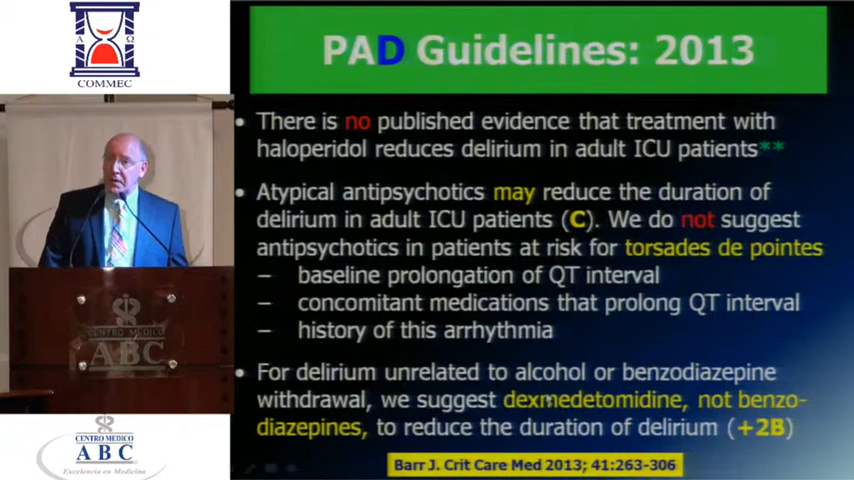 A Ω
COMMEC
CENTRO MEDICO
ABC
CENTRO MEDICO
A B C
Excelencia en Medicina
PAD Guidelines: 2013
• There is no published evidence that treatment with
haloperidol reduces delirium in adult ICU patients**
• Atypical antipsychotics may reduce the duration of
delirium in adult ICU patients (C). We do not suggest
antipsychotics in patients at risk for torsades de pointes
– baseline prolongation of QT interval
– concomitant medications that prolong QT interval
– history of this arrhythmia
• For delirium unrelated to alcohol or benzodiazepine
withdrawal, we suggest dexmedetomidine, not benzo-
diazepines, to reduce the duration of delirium (+2B)
Barr J. Crit Care Med 2013; 41:263-306